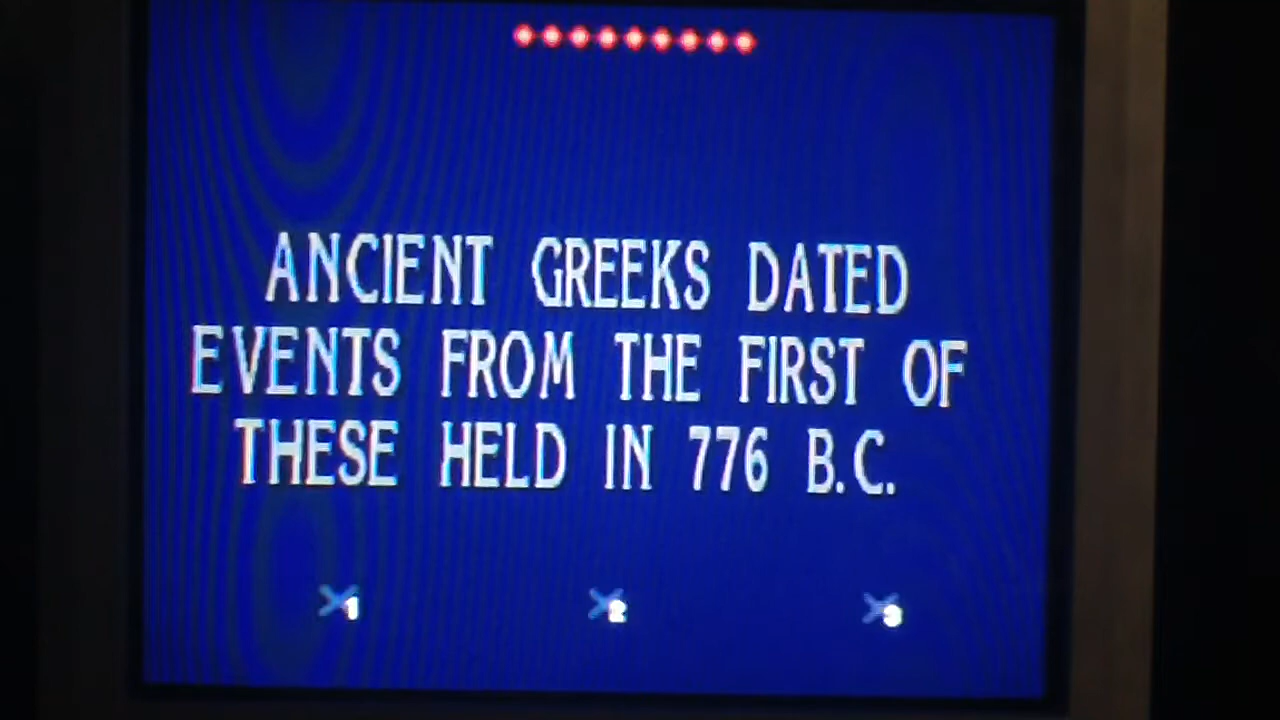 ANCIENT GREEKS DATED
EVENTS FROM THE FIRST OF
THESE HELD IN 776 B.C.
1 2 3